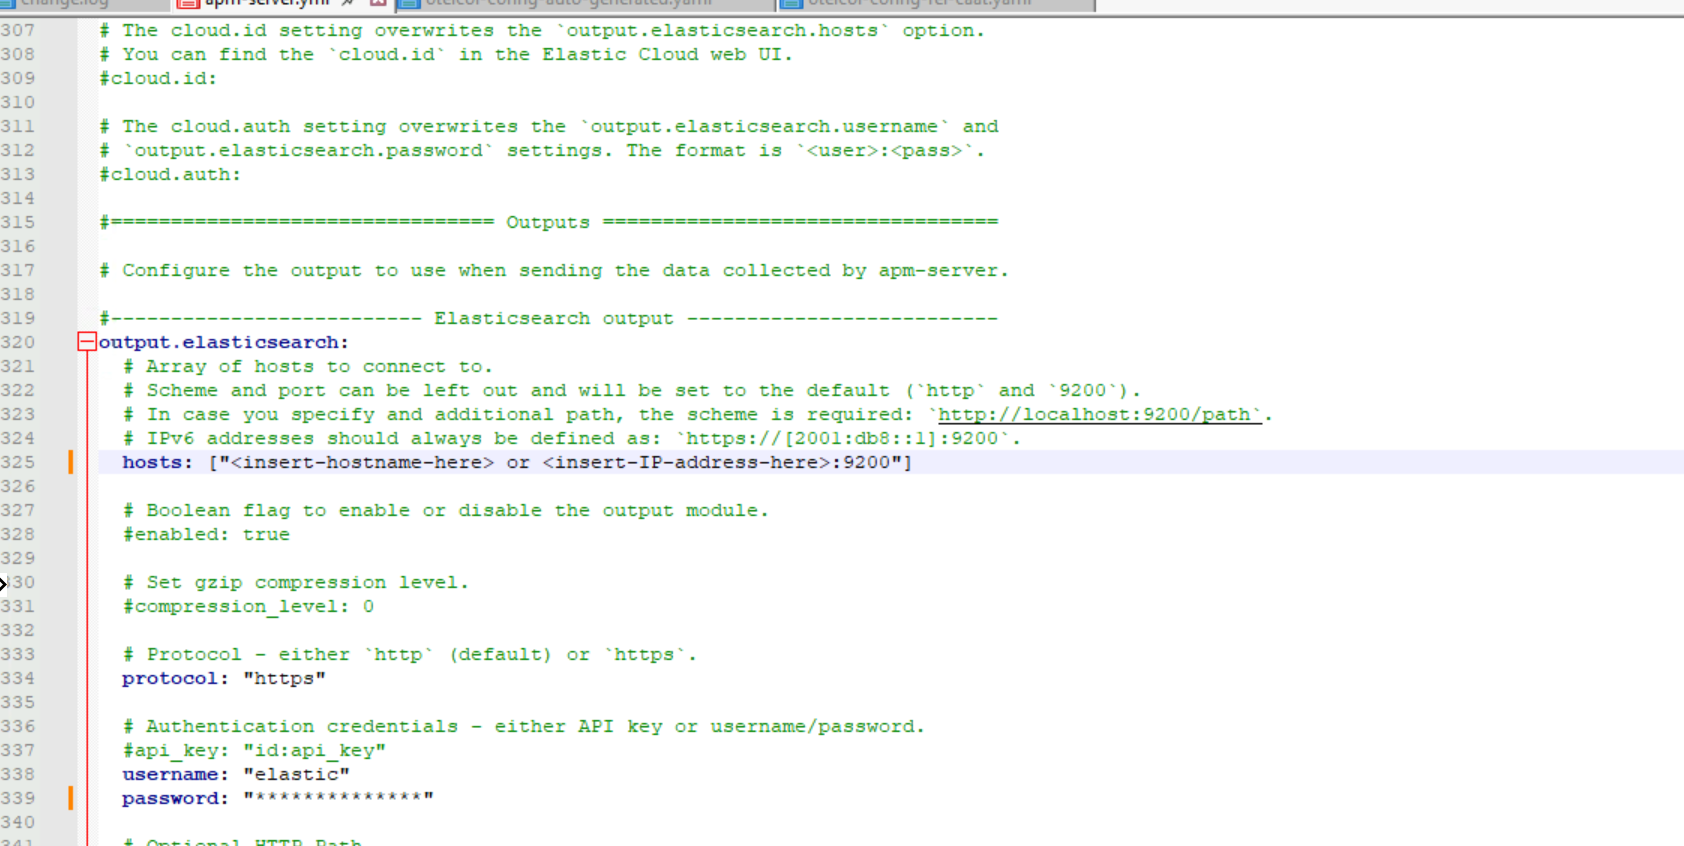 change.log apm-server.yml otelcol-config-auto-generated.yaml
307 # The cloud.id setting overwrites the `output.elasticsearch.hosts` option.
308 # You can find the `cloud.id` in the Elastic Cloud web UI.
309 #cloud.id:
310
311 # The cloud.auth setting overwrites the `output.elasticsearch.username` and
312 # `output.elasticsearch.password` settings. The format is `<user>:<pass>`.
313 #cloud.auth:
314
315 #================================ Outputs =================================
316
317 # Configure the output to use when sending the data collected by apm-server.
318
319 #-------------------------- Elasticsearch output --------------------------
320 output.elasticsearch:
321 # Array of hosts to connect to.
322 # Scheme and port can be left out and will be set to the default (`http` and `9200`).
323 # In case you specify and additional path, the scheme is required: `http://localhost:9200/path`.
324 # IPv6 addresses should always be defined as: `https://[2001:db8::1]:9200`.
325 hosts: ["<insert-hostname-here> or <insert-IP-address-here>:9200"]
326
327 # Boolean flag to enable or disable the output module.
328 #enabled: true
329
330 # Set gzip compression level.
331 #compression_level: 0
332
333 # Protocol - either `http` (default) or `https`.
334 protocol: "https"
335
336 # Authentication credentials - either API key or username/password.
337 #api_key: "id:api_key"
338 username: "elastic"
339 password: "**************"
340
341 # Optional HTTP Path